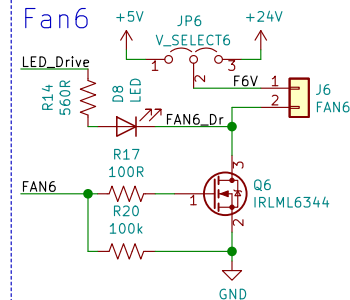 Fan6
+5V
JP6
+24V
V_SELECT6
1
3
2
LED_Drive
F6V
1
J6
2
FAN6
R14
560R
D8
LED
FAN6_Dr
R17
100R
3
Q6
IRLML6344
FAN6
1
R20
100k
2
GND